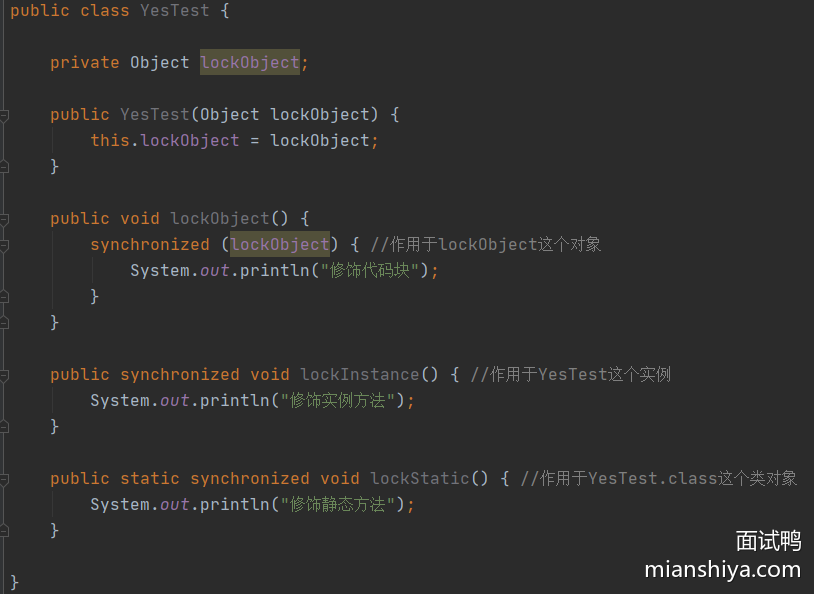 public class YesTest {
private Object lockObject;
public YesTest(Object lockObject) {
this.lockObject = lockObject;
}
public void lockObject() {
synchronized (lockObject) { //作用于lockObject这个对象
System.out.println("修饰代码块");
}
}
public synchronized void lockInstance() { //作用于YesTest这个实例
System.out.println("修饰实例方法");
}
public static synchronized void lockStatic() { //作用于YesTest.class这个类对象
System.out.println("修饰静态方法");
}
}
面试鸭
mianshiya.com